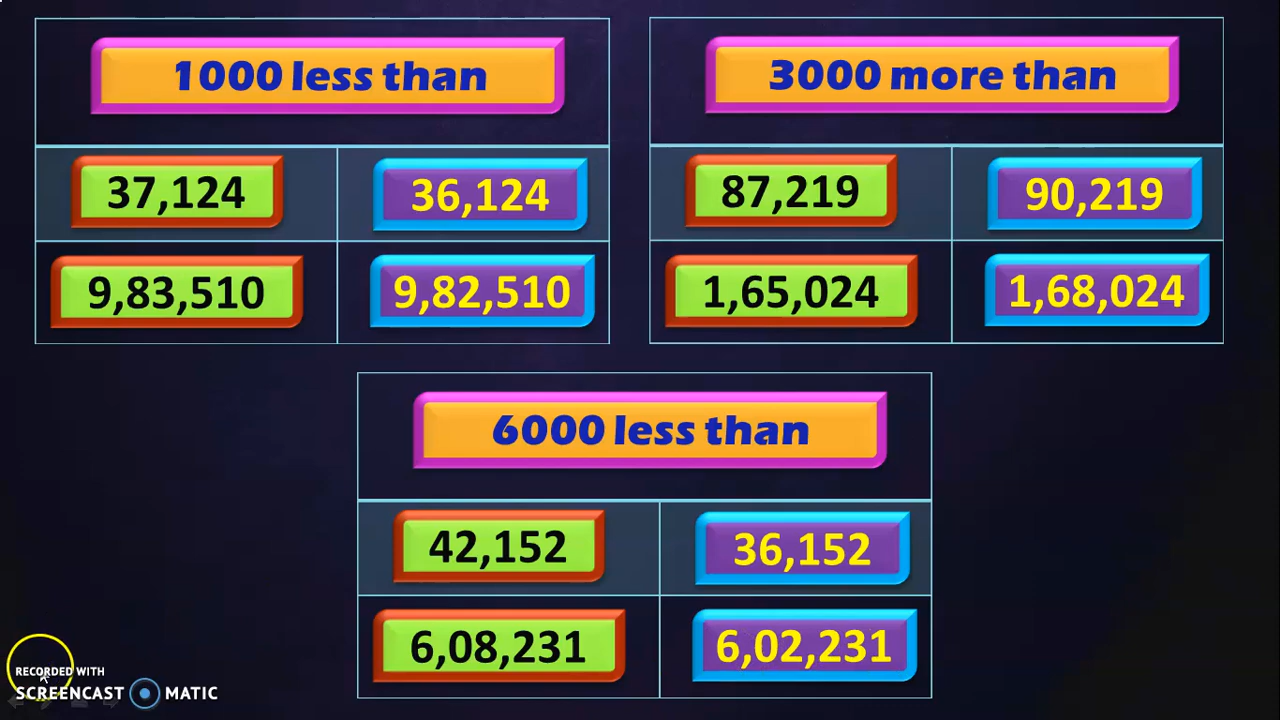 1000 less than
37,124 36,124
9,83,510 9,82,510
3000 more than
87,219 90,219
1,65,024 1,68,024
6000 less than
42,152 36,152
6,08,231 6,02,231
RECORDED WITH
SCREENCAST MATIC